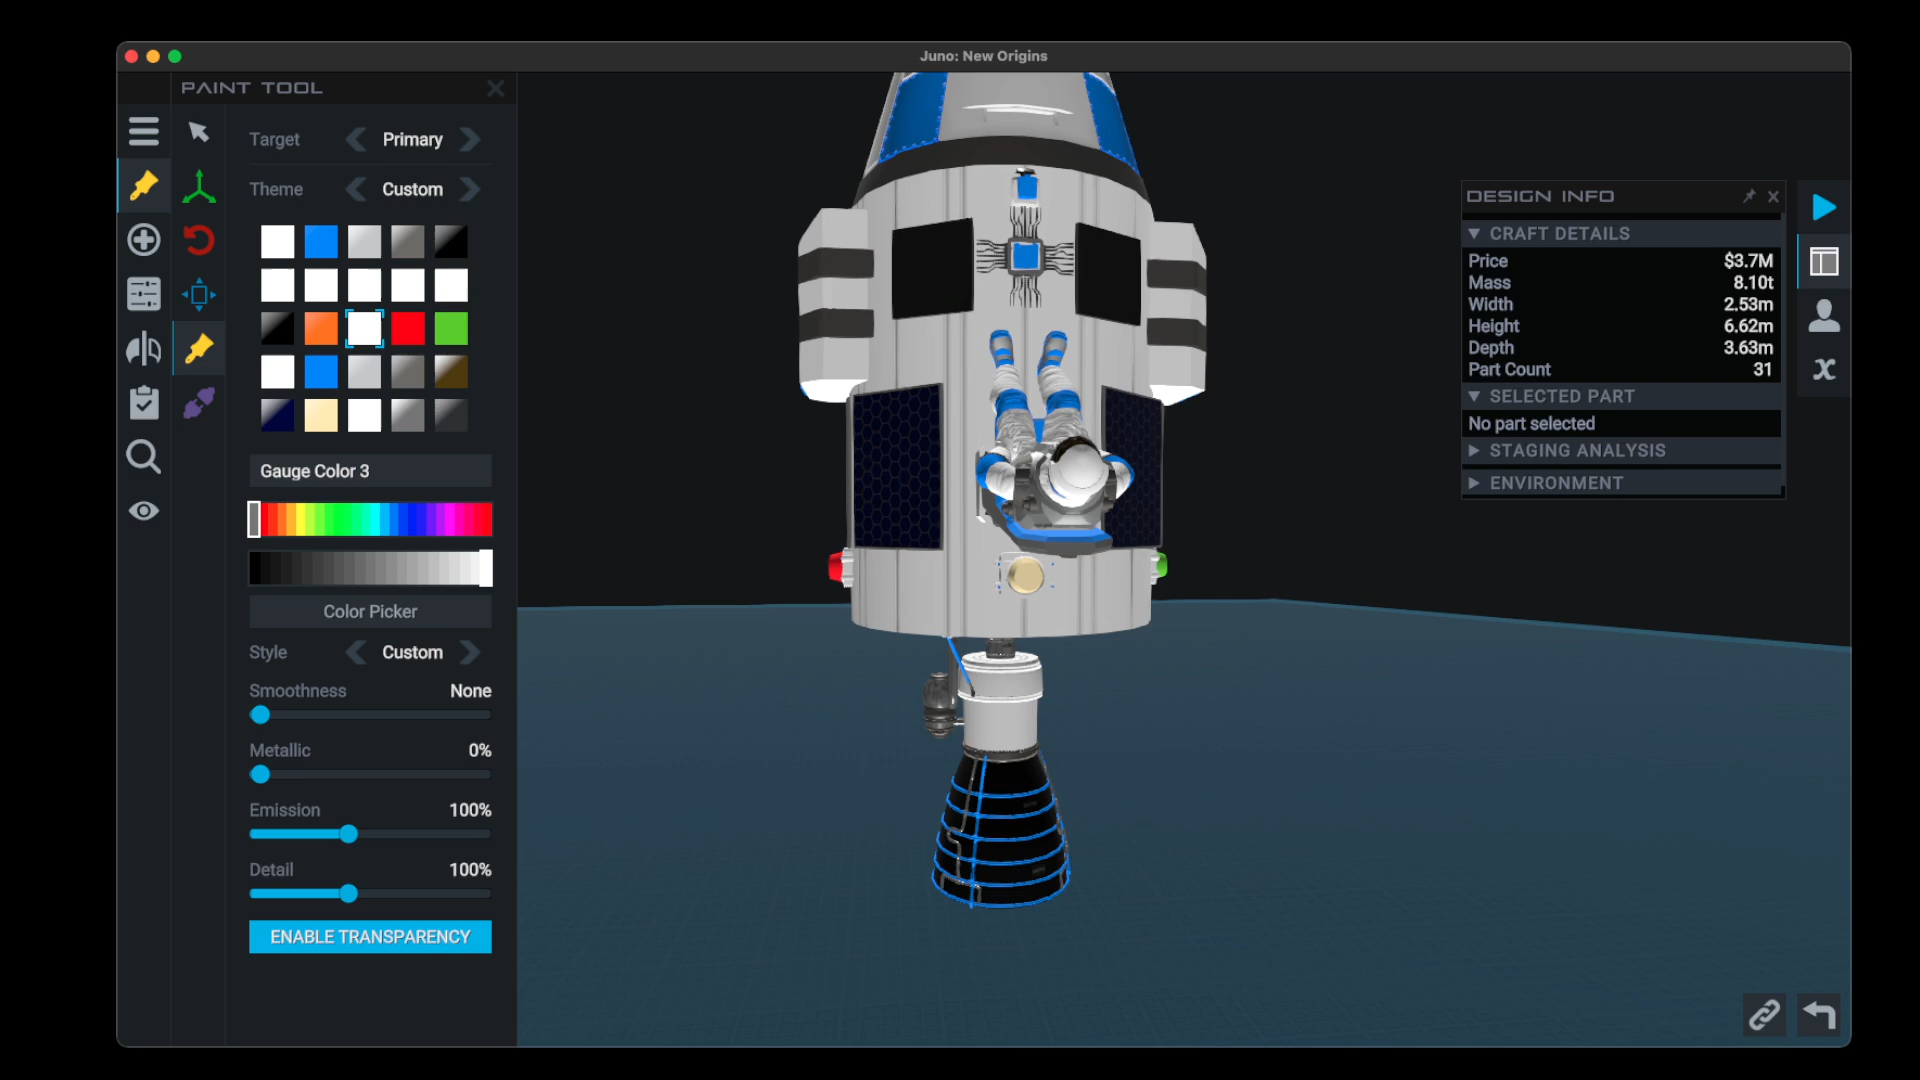 Juno: New Origins
PAINT TOOL
Target Primary
Theme Custom
Gauge Color 3
Color Picker
Style Custom
Smoothness None
Metallic 0%
Emission 100%
Detail 100%
ENABLE TRANSPARENCY
DESIGN INFO
CRAFT DETAILS
Price $3.7M
Mass 8.10t
Width 2.53m
Height 6.62m
Depth 3.63m
Part Count 31
SELECTED PART
No part selected
STAGING ANALYSIS
ENVIRONMENT
x